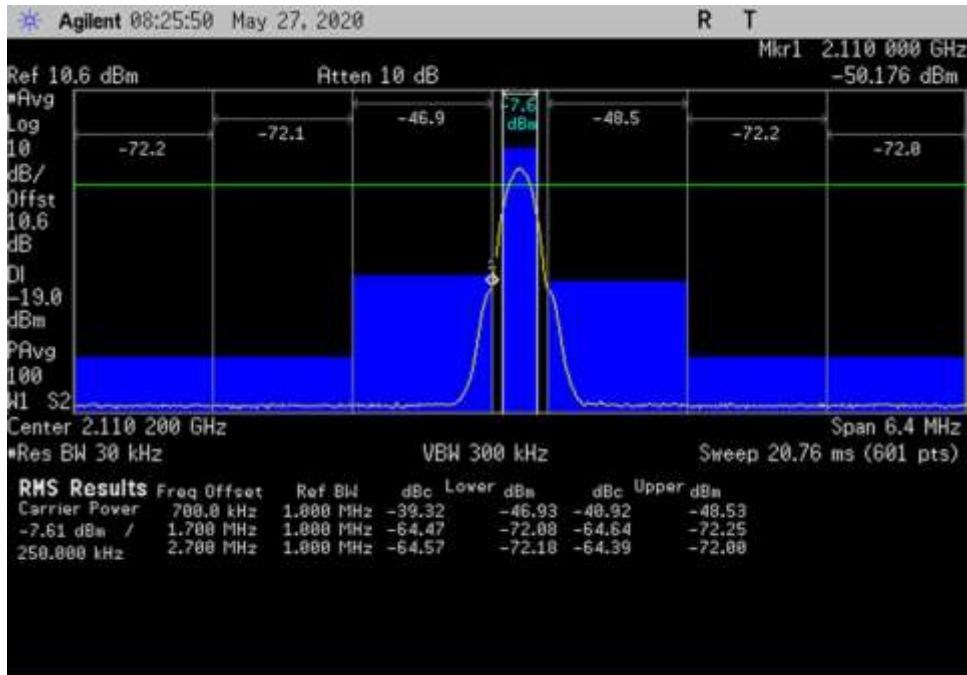 Agilent 08:25:50 May 27, 2020 R T
Mkr1 2.110 000 GHz
Ref 10.6 dBm Atten 10 dB -50.176 dBm
*Avg
Log
10
dB/
Offst
10.6
dB
DI
-19.0
dBm
PAvg
100
W1 S2
-72.2 -72.1 -46.9 -7.6 dBm -48.5 -72.2 -72.0
Center 2.110 200 GHz Span 6.4 MHz
*Res BW 30 kHz VBW 300 kHz Sweep 20.76 ms (601 pts)
RMS Results Freq Offset Ref BW dBc Lower dBm dBc Upper dBm
Carrier Power 700.0 kHz 1.000 MHz -39.32 -46.93 -40.92 -48.53
-7.61 dBm / 1.700 MHz 1.000 MHz -64.47 -72.08 -64.64 -72.25
250.000 kHz 2.700 MHz 1.000 MHz -64.57 -72.18 -64.39 -72.00